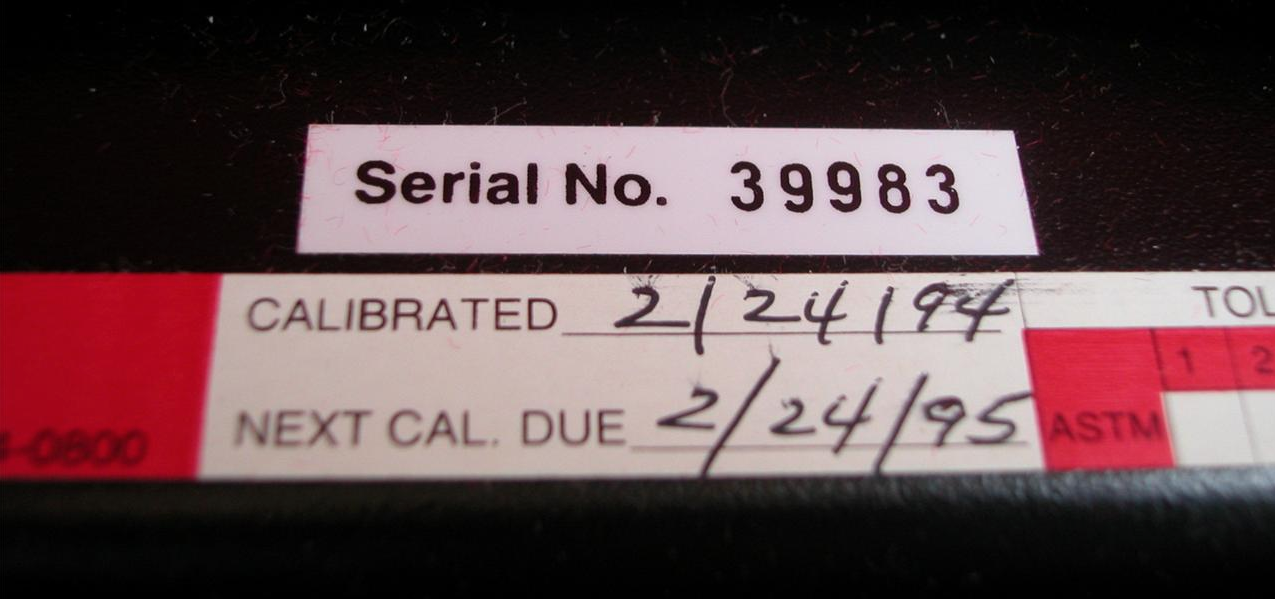 Serial No. 39983
CALIBRATED 2/24/94
NEXT CAL. DUE 2/24/95
-0800
TOL
1 2
ASTM